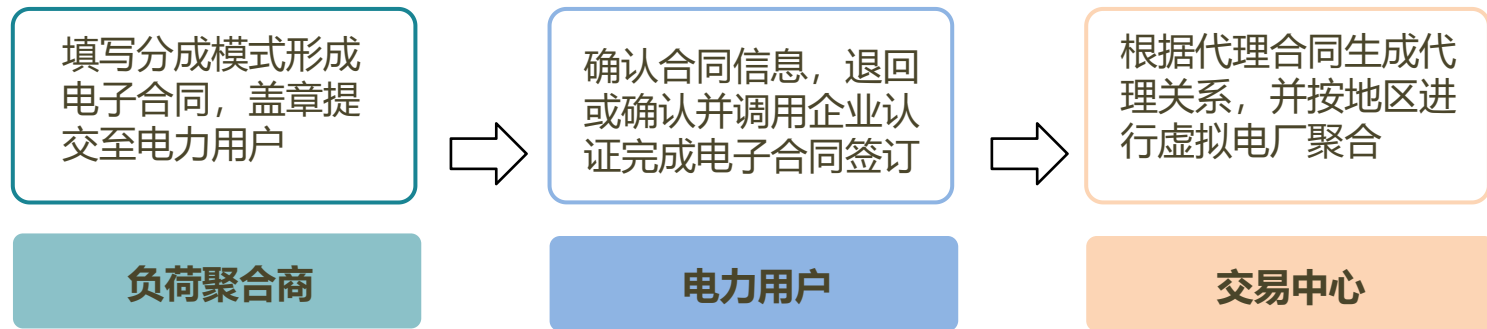 填写分成模式形成
电子合同，盖章提
交至电力用户
确认合同信息，退回
或确认并调用企业认
证完成电子合同签订
根据代理合同生成代
理关系，并按地区进
行虚拟电厂聚合
负荷聚合商
电力用户
交易中心